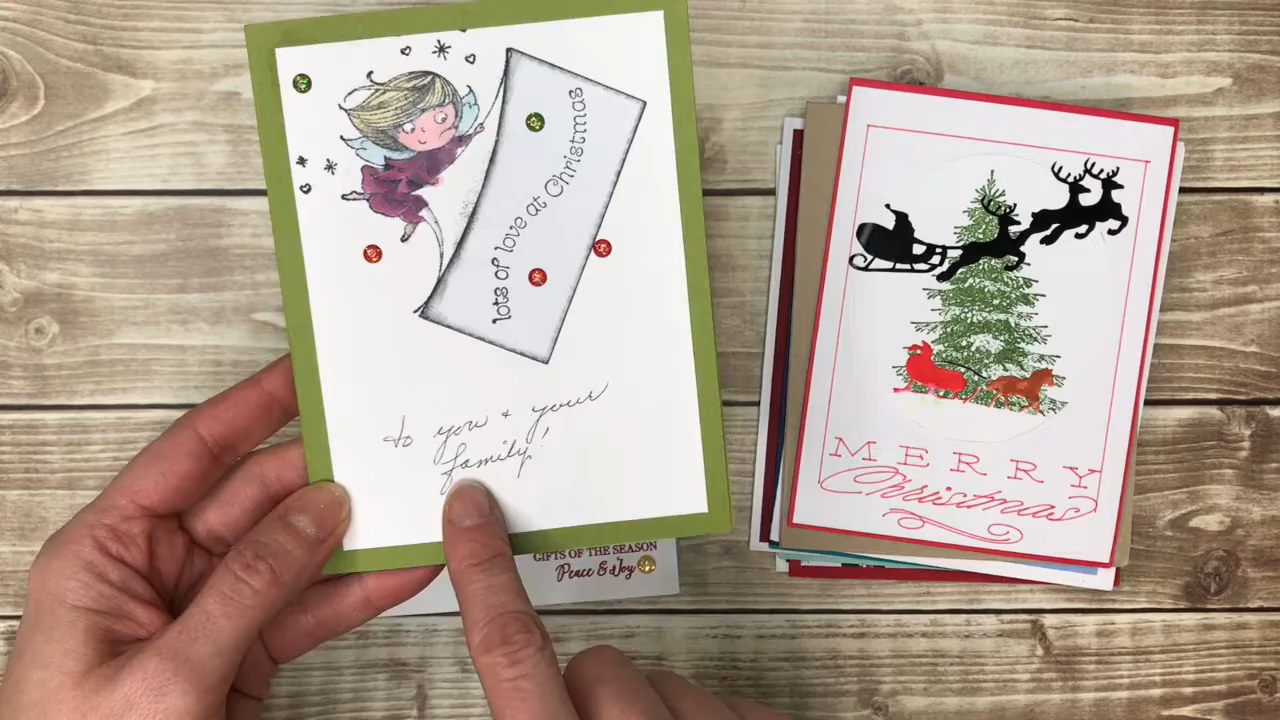 lots of love at Christmas
to you + your
family!
GIFTS OF THE SEASON
Peace & Joy
MERRY
Christmas